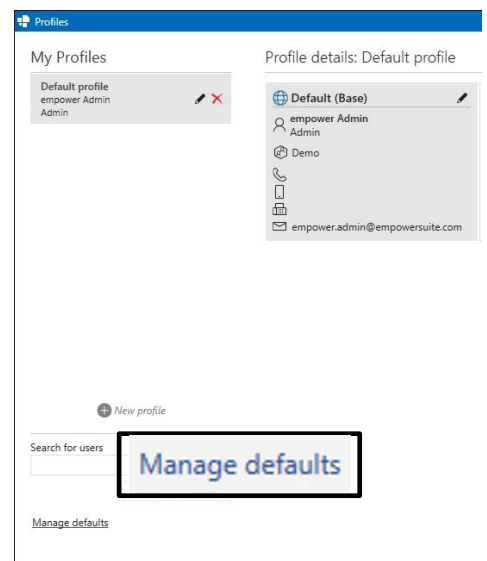 Profiles
My Profiles
Default profile
empower Admin
Admin
New profile
Search for users
Manage defaults
Manage defaults
Profile details: Default profile
Default (Base)
empower Admin
Admin
Demo
empower.admin@empowersuite.com